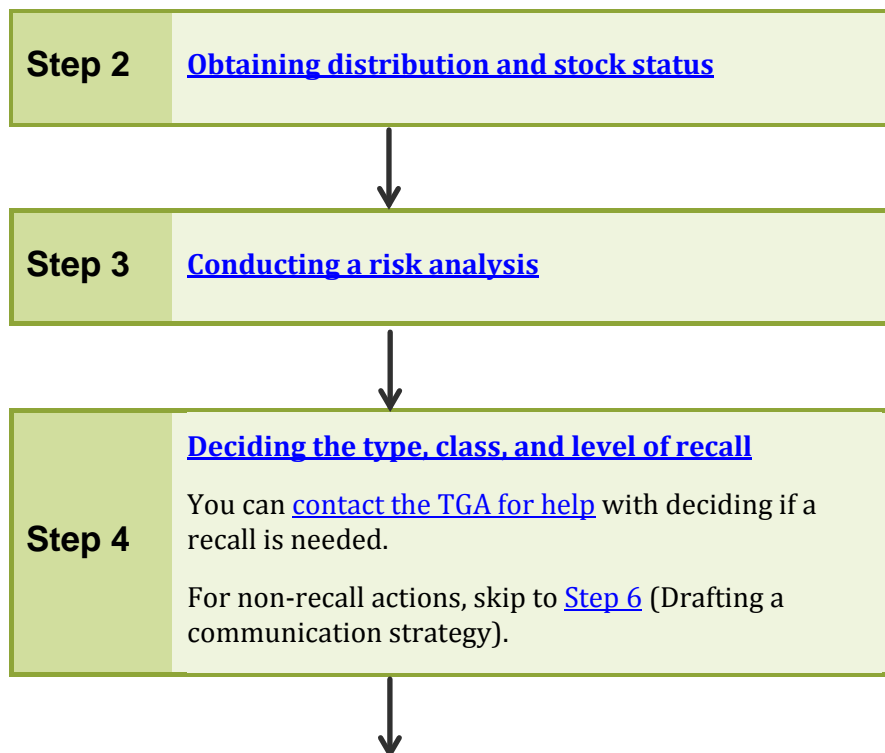 Step 2
Obtaining distribution and stock status
Step 3
Conducting a risk analysis
Step 4
Deciding the type, class, and level of recall
You can contact the TGA for help with deciding if a
recall is needed.
For non-recall actions, skip to Step 6 (Drafting a
communication strategy).